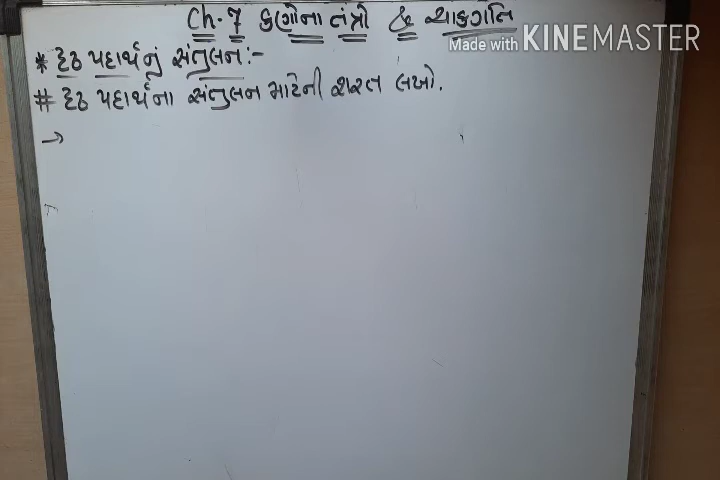 Ch. 7 કણોના તંત્રો & ચાકગતિ
Made with KINEMASTER
* દૃઢ પદાર્થનું સંતુલન :-
# દૃઢ પદાર્થના સંતુલન માટેની શરત લખો.
→